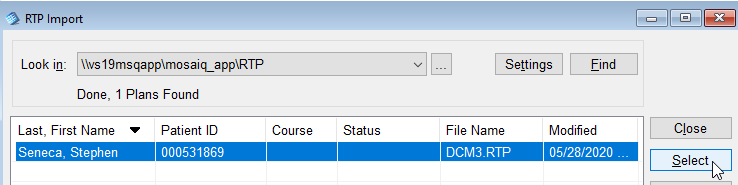 RTP Import
Look in: \\vs19msqapp\mosaiq_app\RTP ... Settings Find
Done, 1 Plans Found
Last, First Name Patient ID Course Status File Name Modified
Seneca, Stephen 000531869 DCM3.RTP 05/28/2020 ...
Close
Select